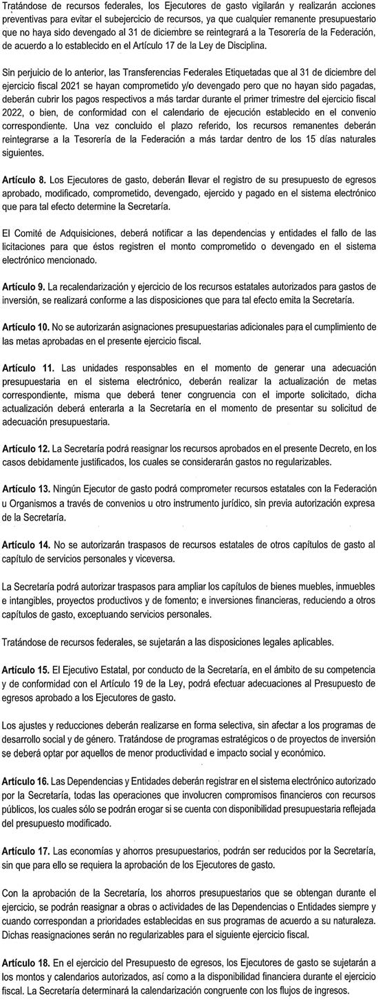 Tratándose de recursos federales, los Ejecutores de gasto vigilarán y realizarán acciones
preventivas para evitar el subejercicio de recursos, ya que cualquier remanente presupuestario
que no haya sido devengado al 31 de diciembre se reintegrará a la Tesorería de la Federación,
de acuerdo a lo establecido en el Artículo 17 de la Ley de Disciplina.
Sin perjuicio de lo anterior, las Transferencias Federales Etiquetadas que al 31 de diciembre del
ejercicio fiscal 2021 se hayan comprometido y/o devengado pero que no hayan sido pagadas,
deberán cubrir los pagos respectivos a más tardar durante el primer trimestre del ejercicio fiscal
2022, o bien, de conformidad con el calendario de ejecución establecido en el convenio
correspondiente. Una vez concluido el plazo referido, los recursos remanentes deberán
reintegrarse a la Tesorería de la Federación a más tardar dentro de los 15 días naturales
siguientes.
Artículo 8. Los Ejecutores de gasto, deberán llevar el registro de su presupuesto de egresos
aprobado, modificado, comprometido, devengado, ejercido y pagado en el sistema electrónico
que para tal efecto determine la Secretaría.
El Comité de Adquisiciones, deberá notificar a las dependencias y entidades el fallo de las
licitaciones para que éstos registren el monto comprometido o devengado en el sistema
electrónico mencionado.
Artículo 9. La recalendarización y ejercicio de los recursos estatales autorizados para gastos de
inversión, se realizará conforme a las disposiciones que para tal efecto emita la Secretaría.
Artículo 10. No se autorizarán asignaciones presupuestarias adicionales para el cumplimiento de
las metas aprobadas en el presente ejercicio fiscal.
Artículo 11. Las unidades responsables en el momento de generar una adecuación
presupuestaria en el sistema electrónico, deberán realizar la actualización de metas
correspondiente, misma que deberá tener congruencia con el importe solicitado, dicha
actualización deberá enterarla a la Secretaría en el momento de presentar su solicitud de
adecuación presupuestaria.
Artículo 12. La Secretaría podrá reasignar los recursos aprobados en el presente Decreto, en los
casos debidamente justificados, los cuales se considerarán gastos no regularizables.
Artículo 13. Ningún Ejecutor de gasto podrá comprometer recursos estatales con la Federación
u Organismos a través de convenios u otro instrumento jurídico, sin previa autorización expresa
de la Secretaría.
Artículo 14. No se autorizarán traspasos de recursos estatales de otros capítulos de gasto al
capítulo de servicios personales y viceversa.
La Secretaría podrá autorizar traspasos para ampliar los capítulos de bienes muebles, inmuebles
e intangibles, proyectos productivos y de fomento; e inversiones financieras, reduciendo a otros
capítulos de gasto, exceptuando servicios personales.
Tratándose de recursos federales, se sujetarán a las disposiciones legales aplicables.
Artículo 15. El Ejecutivo Estatal, por conducto de la Secretaría, en el ámbito de su competencia
y de conformidad con el Artículo 19 de la Ley, podrá efectuar adecuaciones al Presupuesto de
egresos aprobado a los Ejecutores de gasto.
Los ajustes y reducciones deberán realizarse en forma selectiva, sin afectar a los programas de
desarrollo social y de género. Tratándose de programas estratégicos o de proyectos de inversión
se deberá optar por aquellos de menor productividad e impacto social y económico.
Artículo 16. Las Dependencias y Entidades deberán registrar en el sistema electrónico autorizado
por la Secretaría, todas las operaciones que involucren compromisos financieros con recursos
públicos, los cuales sólo se podrán erogar si se cuenta con disponibilidad presupuestaria reflejada
del presupuesto modificado.
Artículo 17. Las economías y ahorros presupuestarios, podrán ser reducidos por la Secretaría,
sin que para ello se requiera la aprobación de los Ejecutores de gasto.
Con la aprobación de la Secretaría, los ahorros presupuestarios que se obtengan durante el
ejercicio, se podrán reasignar a obras o actividades de las Dependencias o Entidades siempre y
cuando correspondan a prioridades establecidas en sus programas de acuerdo a su naturaleza.
Dichas reasignaciones serán no regularizables para el siguiente ejercicio fiscal.
Artículo 18. En el ejercicio del Presupuesto de egresos, los Ejecutores de gasto se sujetarán a
los montos y calendarios autorizados, así como a la disponibilidad financiera durante el ejercicio
fiscal. La Secretaría determinará la calendarización congruente con los flujos de ingresos.